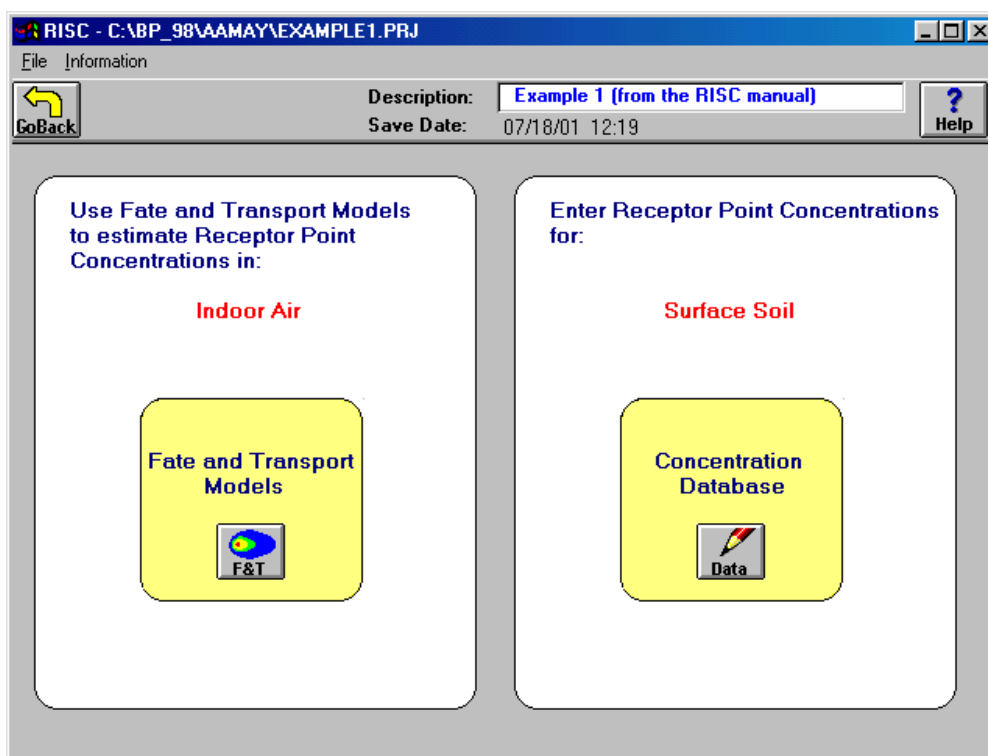 RISC - C:\BP_98\AAMAY\EXAMPLE1.PRJ
File Information
GoBack
Description: Example 1 (from the RISC manual)
Save Date: 07/18/01 12:19
? Help
Use Fate and Transport Models
to estimate Receptor Point
Concentrations in:
Indoor Air
Fate and Transport
Models
F&T
Enter Receptor Point Concentrations
for:
Surface Soil
Concentration
Database
Data